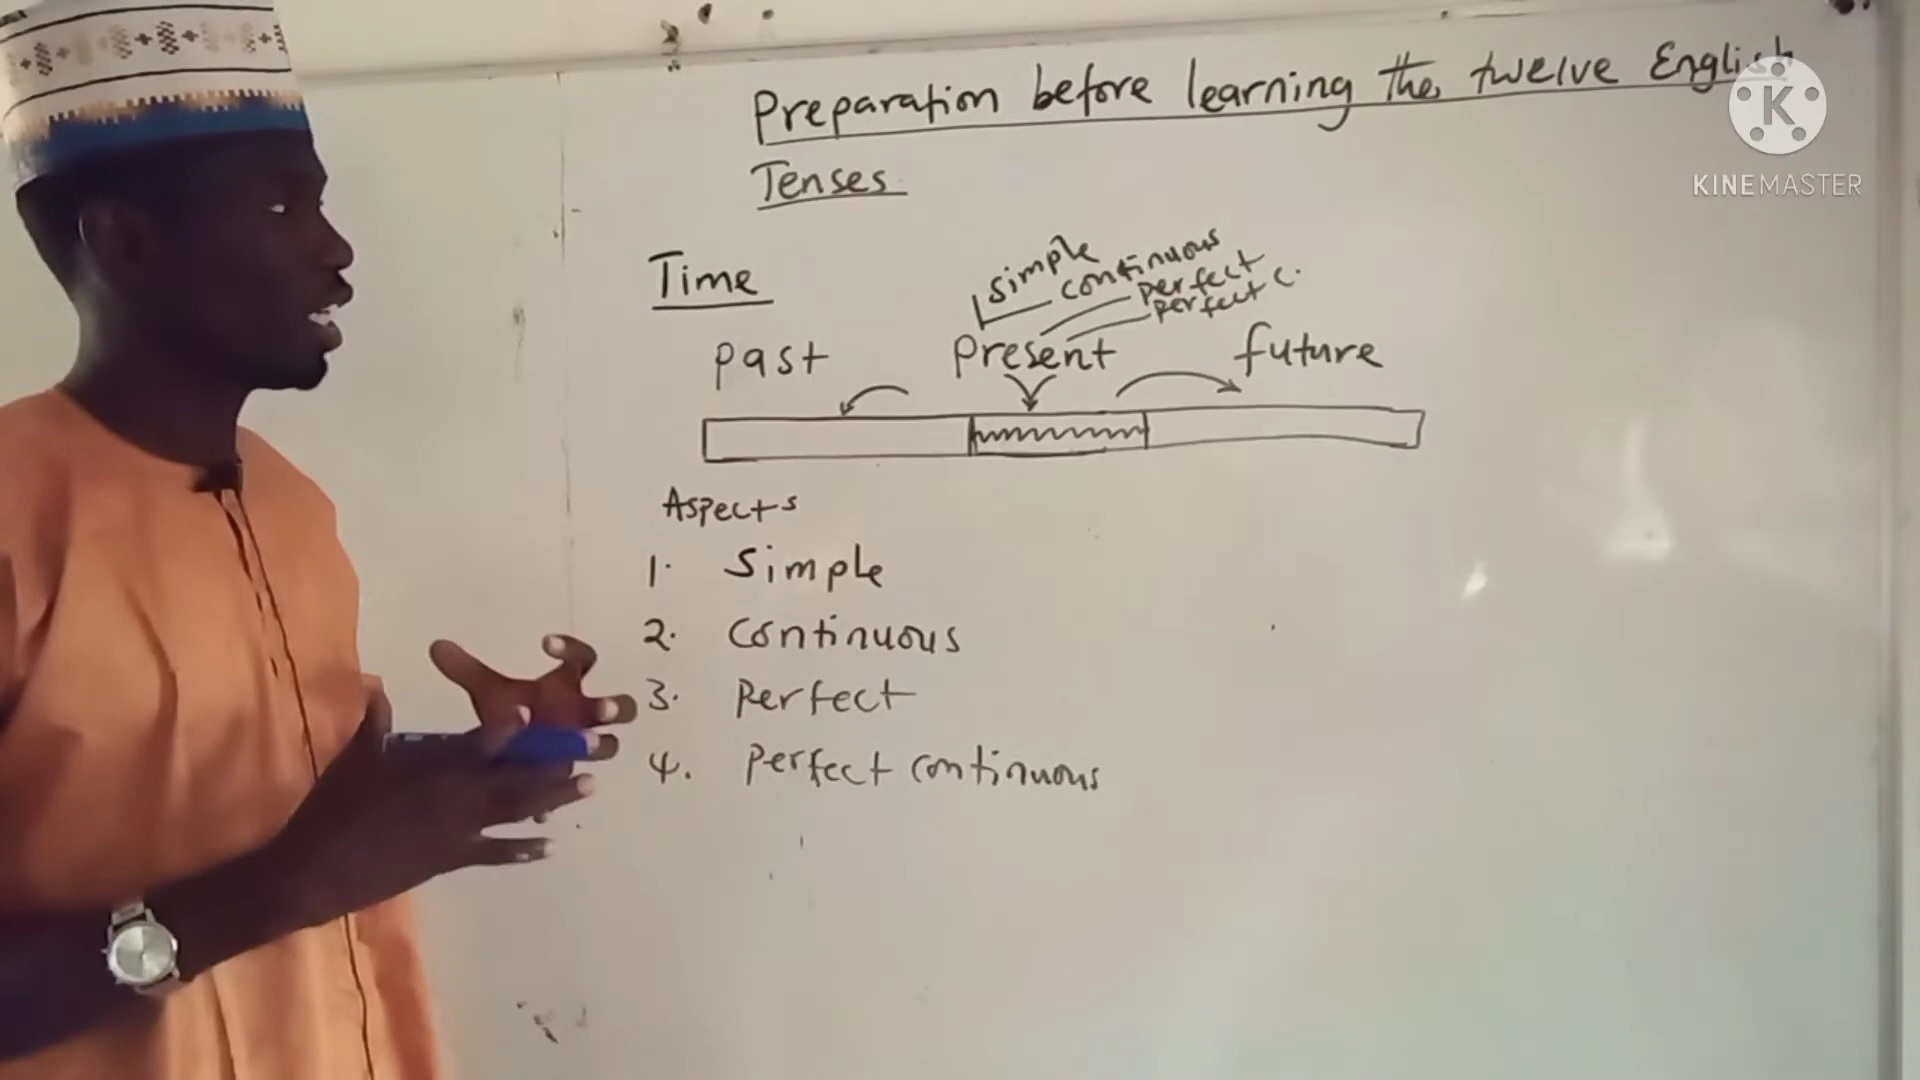 Preparation before learning the twelve English
Tenses
Time
simple
continuous
perfect
perfect c.
past present future
Aspects
1. Simple
2. Continuous
3. Perfect
4. Perfect continuous
K
KINEMASTER